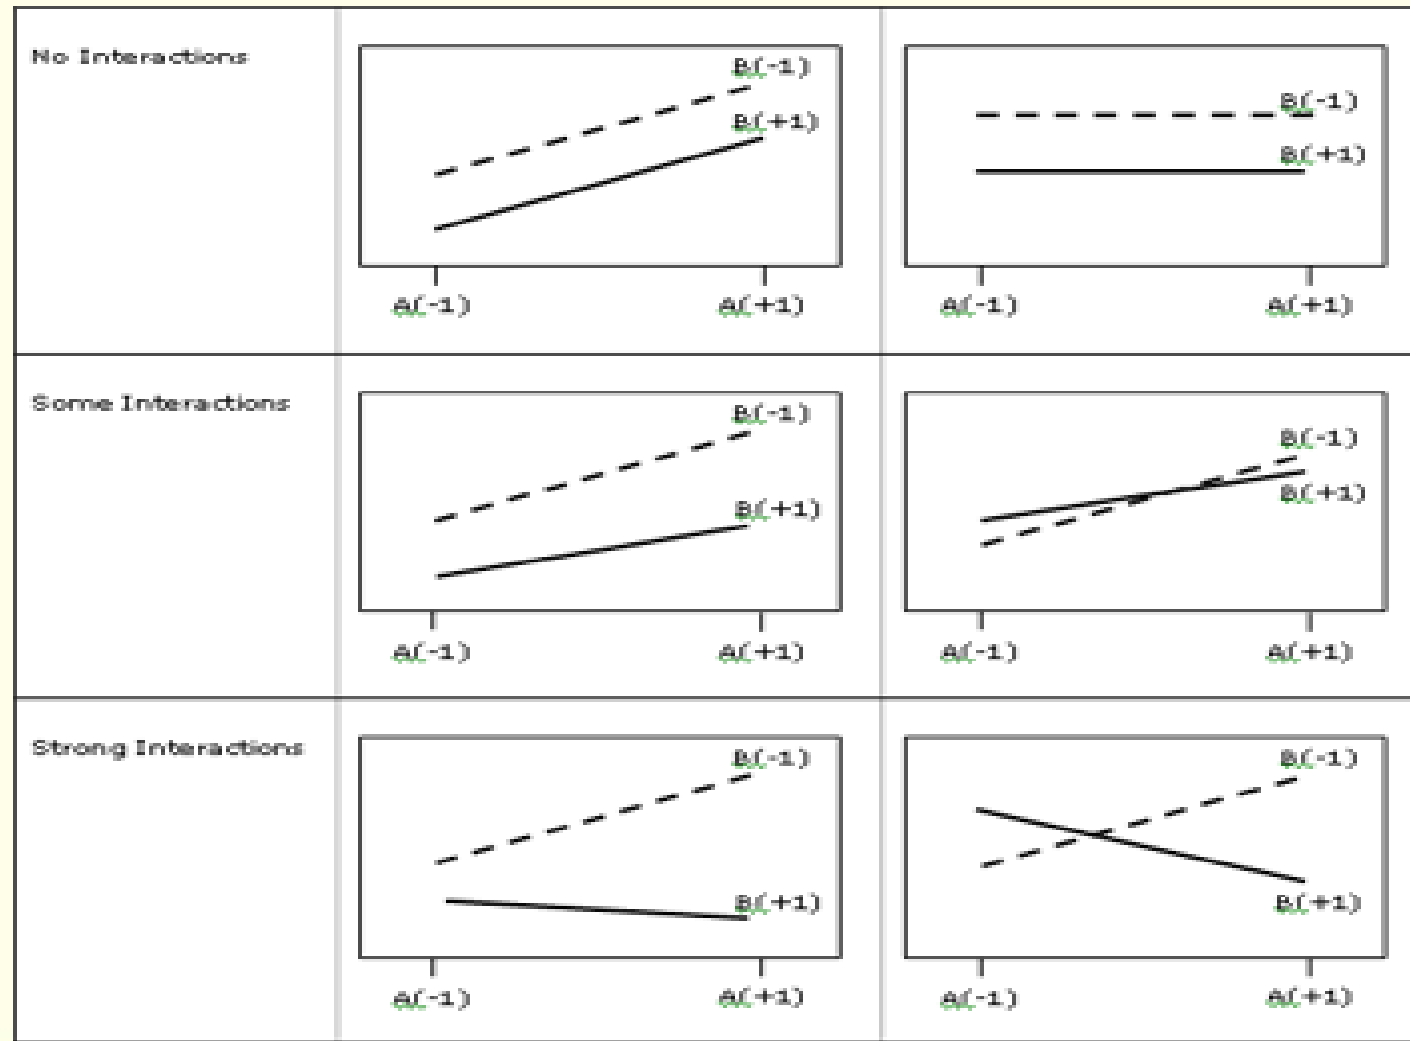 No Interactions
B(-1)
B(+1)
A(-1) A(+1)
B(-1)
B(+1)
A(-1) A(+1)
Some Interactions
B(-1)
B(+1)
A(-1) A(+1)
B(-1)
B(+1)
A(-1) A(+1)
Strong Interactions
B(-1)
B(+1)
A(-1) A(+1)
B(-1)
B(+1)
A(-1) A(+1)